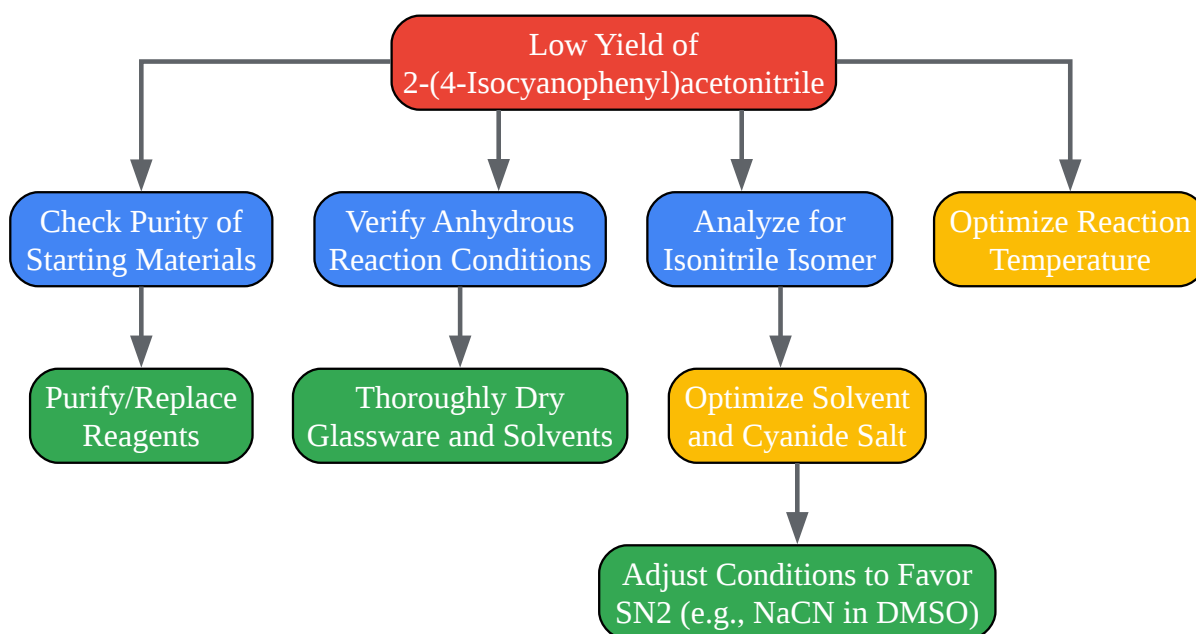 Low Yield of
2-(4-Isocyanophenyl)acetonitrile
Check Purity of
Starting Materials
Verify Anhydrous
Reaction Conditions
Analyze for
Isonitrile Isomer
Optimize Reaction
Temperature
Purify/Replace
Reagents
Thoroughly Dry
Glassware and Solvents
Optimize Solvent
and Cyanide Salt
Adjust Conditions to Favor
SN2 (e.g., NaCN in DMSO)